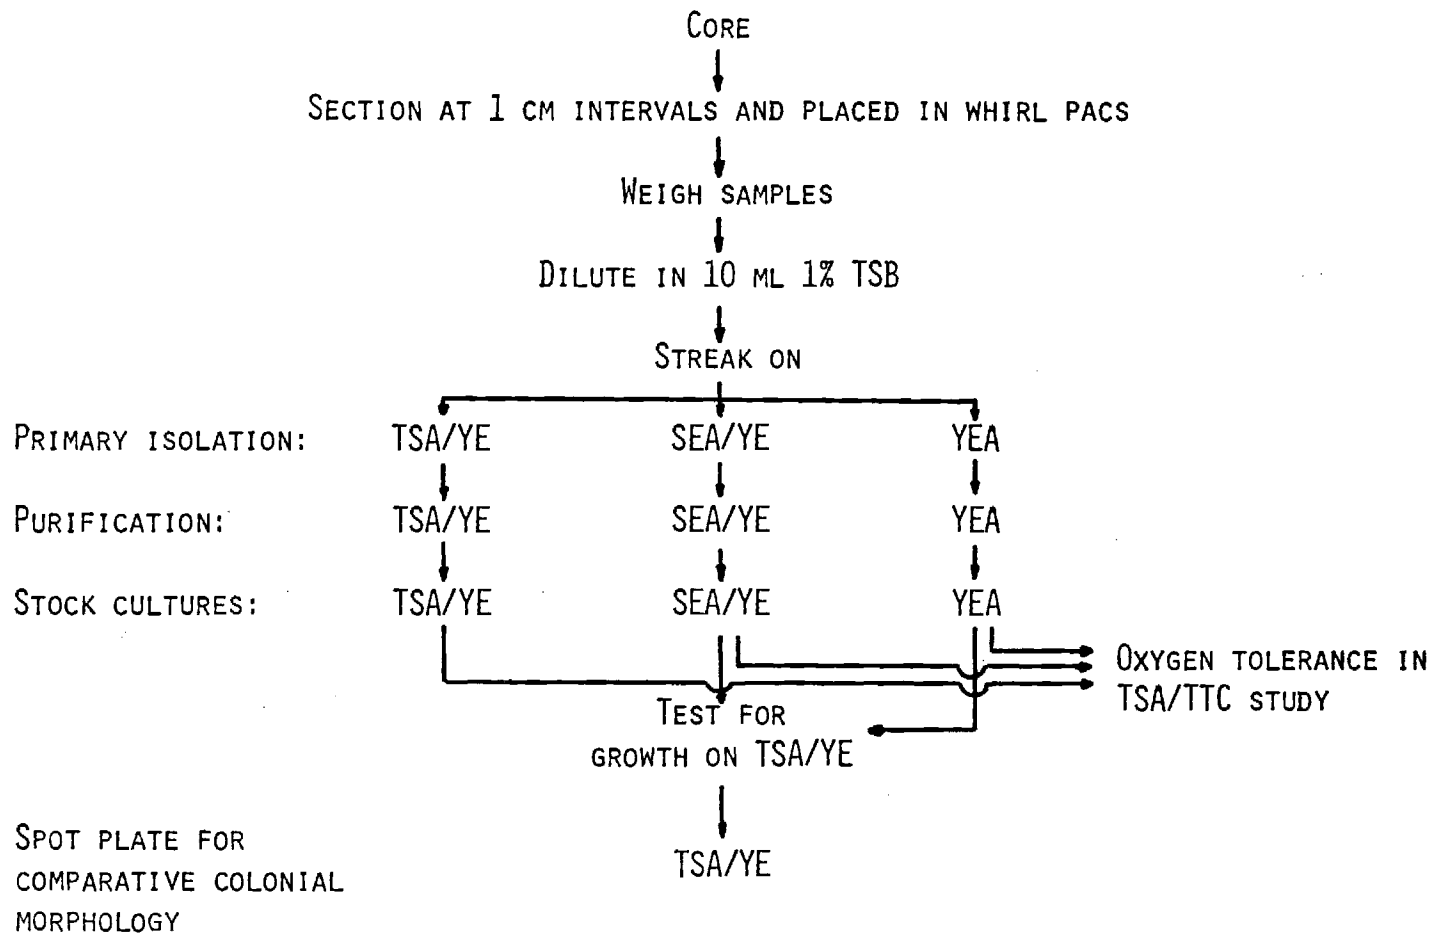 CORE
SECTION AT 1 CM INTERVALS AND PLACED IN WHIRL PACS
WEIGH SAMPLES
DILUTE IN 10 ML 1% TSB
STREAK ON
PRIMARY ISOLATION: TSA/YE SEA/YE YEA
PURIFICATION: TSA/YE SEA/YE YEA
STOCK CULTURES: TSA/YE SEA/YE YEA
OXYGEN TOLERANCE IN
TSA/TTC STUDY
TEST FOR
GROWTH ON TSA/YE
TSA/YE
SPOT PLATE FOR
COMPARATIVE COLONIAL
MORPHOLOGY